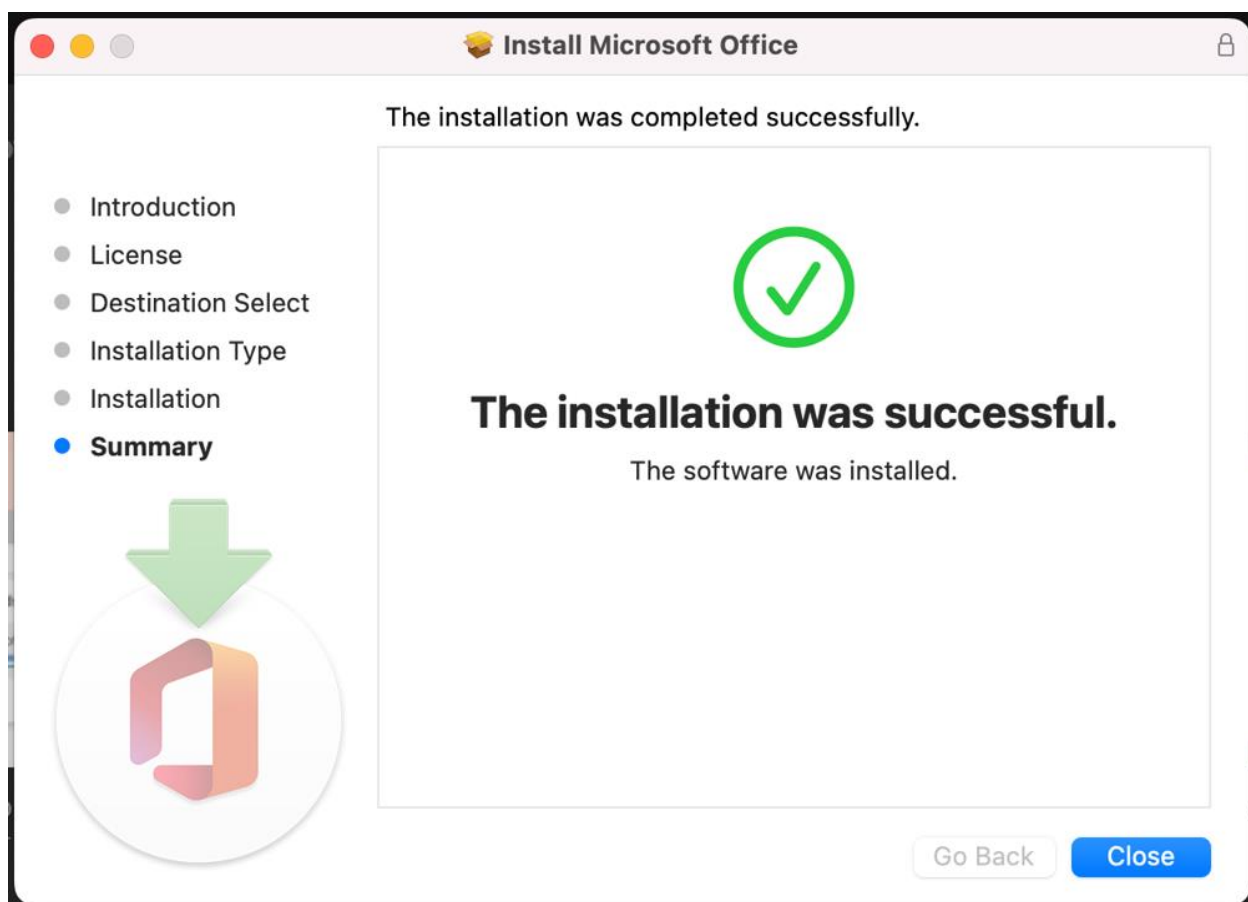 Install Microsoft Office
The installation was completed successfully.
Introduction
License
Destination Select
Installation Type
Installation
Summary
The installation was successful.
The software was installed.
Go Back
Close